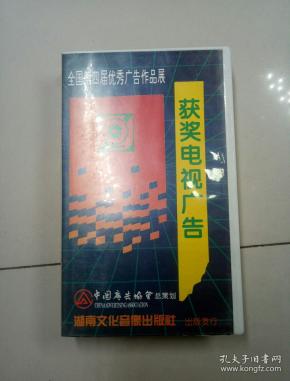 全国第四届优秀广告作品展
获奖电视广告
中国广告协会 总策划
CHINA ADVERTISING ASSOCIATION
湖南文化音像出版社 出版发行
孔夫子旧书网